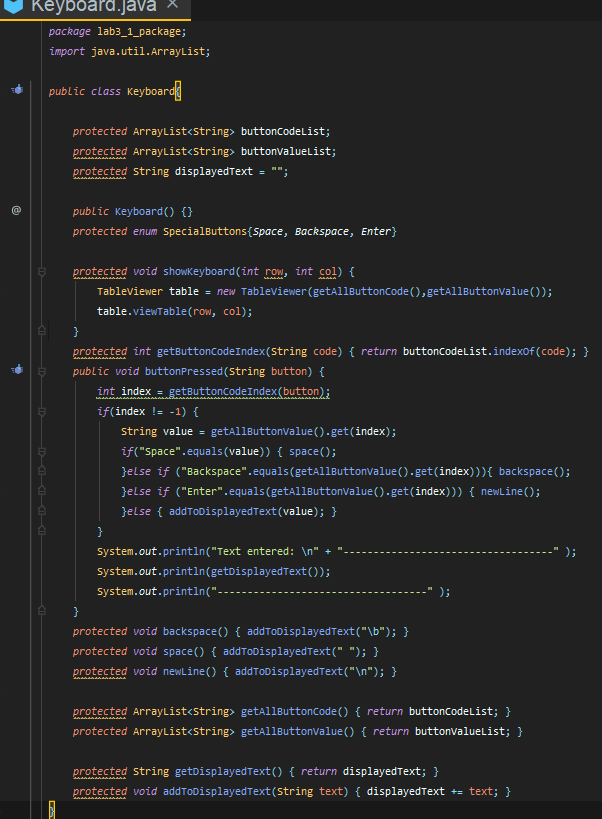 Keyboard.java ×
package lab3_1_package;
import java.util.ArrayList;
public class Keyboard{
protected ArrayList<String> buttonCodeList;
protected ArrayList<String> buttonValueList;
protected String displayedText = "";
@ public Keyboard() {}
protected enum SpecialButtons{Space, Backspace, Enter}
protected void showKeyboard(int row, int col) {
TableViewer table = new TableViewer(getAllButtonCode(),getAllButtonValue());
table.viewTable(row, col);
}
protected int getButtonCodeIndex(String code) { return buttonCodeList.indexOf(code); }
public void buttonPressed(String button) {
int index = getButtonCodeIndex(button);
if(index != -1) {
String value = getAllButtonValue().get(index);
if("Space".equals(value)) { space();
}else if ("Backspace".equals(getAllButtonValue().get(index))){ backspace();
}else if ("Enter".equals(getAllButtonValue().get(index))) { newLine();
}else { addToDisplayedText(value); }
}
System.out.println("Text entered: \n" + "-----------------------------------" );
System.out.println(getDisplayedText());
System.out.println("-----------------------------------" );
}
protected void backspace() { addToDisplayedText("\b"); }
protected void space() { addToDisplayedText(" "); }
protected void newLine() { addToDisplayedText("\n"); }
protected ArrayList<String> getAllButtonCode() { return buttonCodeList; }
protected ArrayList<String> getAllButtonValue() { return buttonValueList; }
protected String getDisplayedText() { return displayedText; }
protected void addToDisplayedText(String text) { displayedText += text; }
}